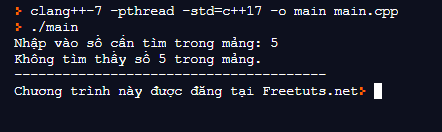 > clang++-7 -pthread -std=c++17 -o main main.cpp
> ./main
Nhập vào số cần tìm trong mảng: 5
Không tìm thấy số 5 trong mảng.
---------------------------------------
Chương trình này được đăng tại Freetuts.net>